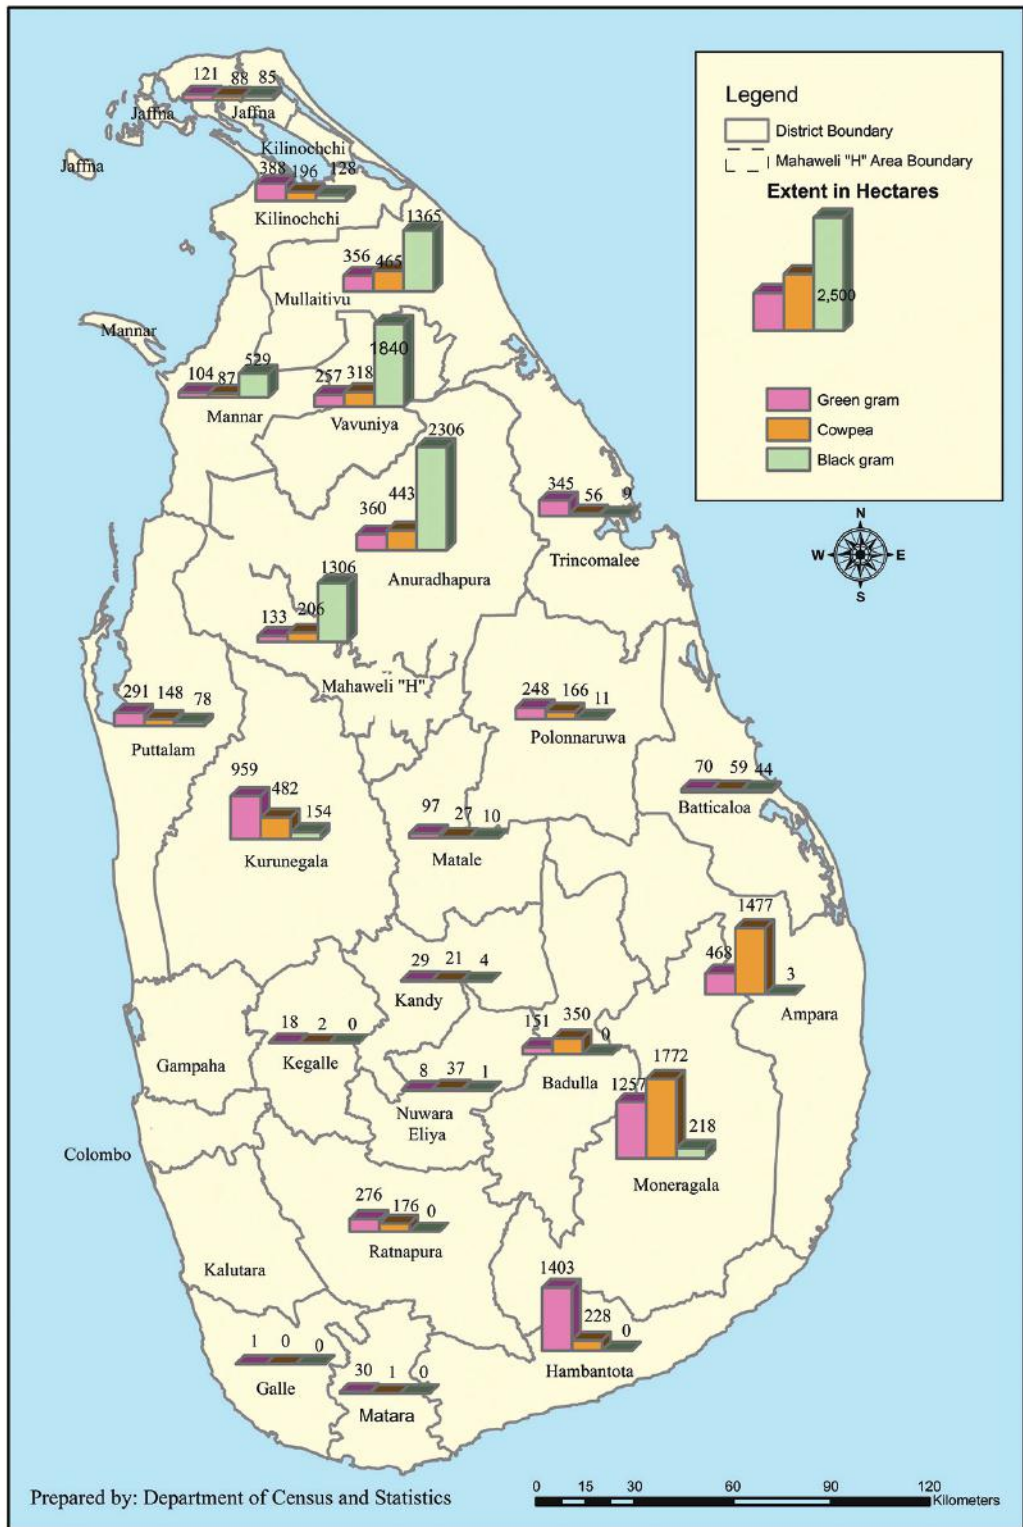 Legend
District Boundary
Mahaweli "H" Area Boundary
Extent in Hectares
2,500
Green gram
Cowpea
Black gram
N
W E
S
121 88 85
Jaffna
Jaffna
Jaffna
Kilinochchi
388 196 128
Kilinochchi
356 465 1365
Mullaitivu
Mannar
104 87 529
Mannar
257 318 1840
Vavuniya
360 443 2306
Anuradhapura
345 56 9
Trincomalee
133 206 1306
Mahaweli "H"
291 148 78
Puttalam
248 166 11
Polonnaruwa
959 482 154
Kurunegala
97 27 10
Matale
70 59 44
Batticaloa
468 1477 3
Ampara
29 21 4
Kandy
18 2 0
Kegalle
Gampaha
8 37 1
Nuwara
Eliya
151 350 0
Badulla
1257 1772 218
Moneragala
Colombo
276 176 0
Ratnapura
Kalutara
1403 228 0
Hambantota
1 0 0
Galle
30 1 0
Matara
Prepared by: Department of Census and Statistics
0 15 30 60 90 120
Kilometers